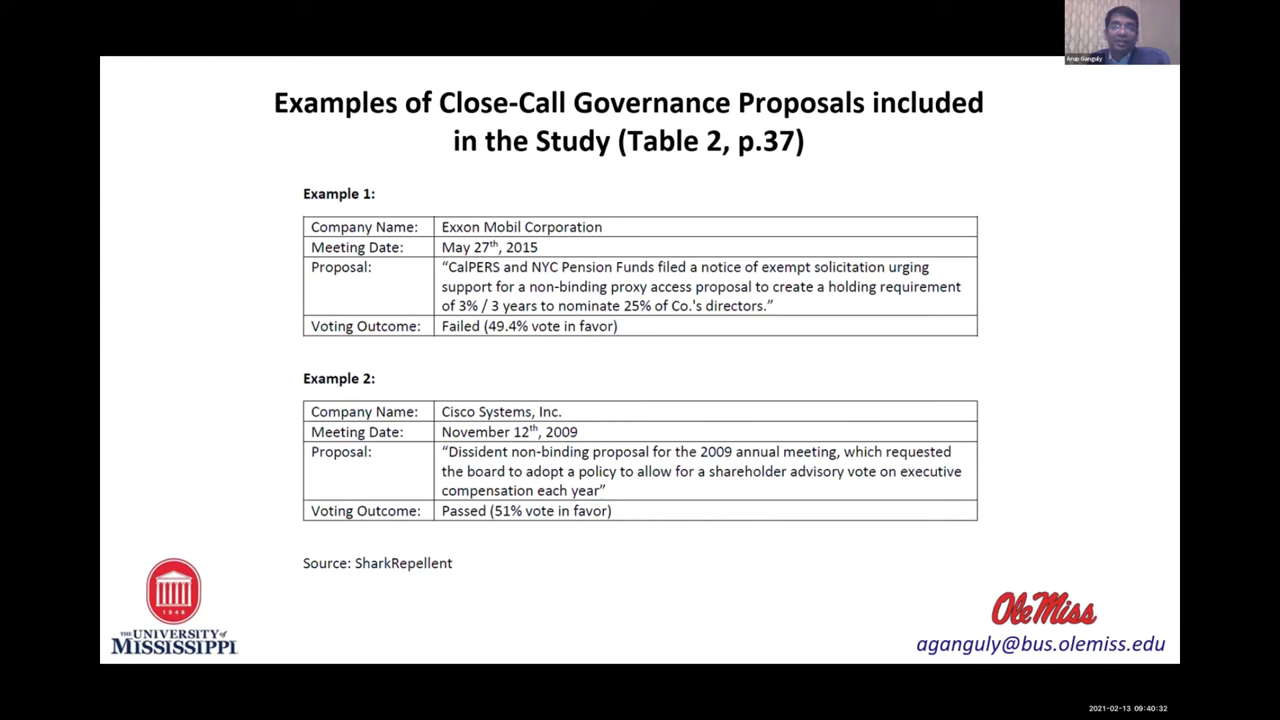 Arup Ganguly
Examples of Close-Call Governance Proposals included
in the Study (Table 2, p.37)
Example 1:
Company Name: Exxon Mobil Corporation
Meeting Date: May 27th, 2015
Proposal: “CalPERS and NYC Pension Funds filed a notice of exempt solicitation urging
support for a non-binding proxy access proposal to create a holding requirement
of 3% / 3 years to nominate 25% of Co.'s directors.”
Voting Outcome: Failed (49.4% vote in favor)
Example 2:
Company Name: Cisco Systems, Inc.
Meeting Date: November 12th, 2009
Proposal: “Dissident non-binding proposal for the 2009 annual meeting, which requested
the board to adopt a policy to allow for a shareholder advisory vote on executive
compensation each year”
Voting Outcome: Passed (51% vote in favor)
Source: SharkRepellent
1848
THE UNIVERSITY of
MISSISSIPPI
Ole Miss
aganguly@bus.olemiss.edu
2021-02-13 09:40:32